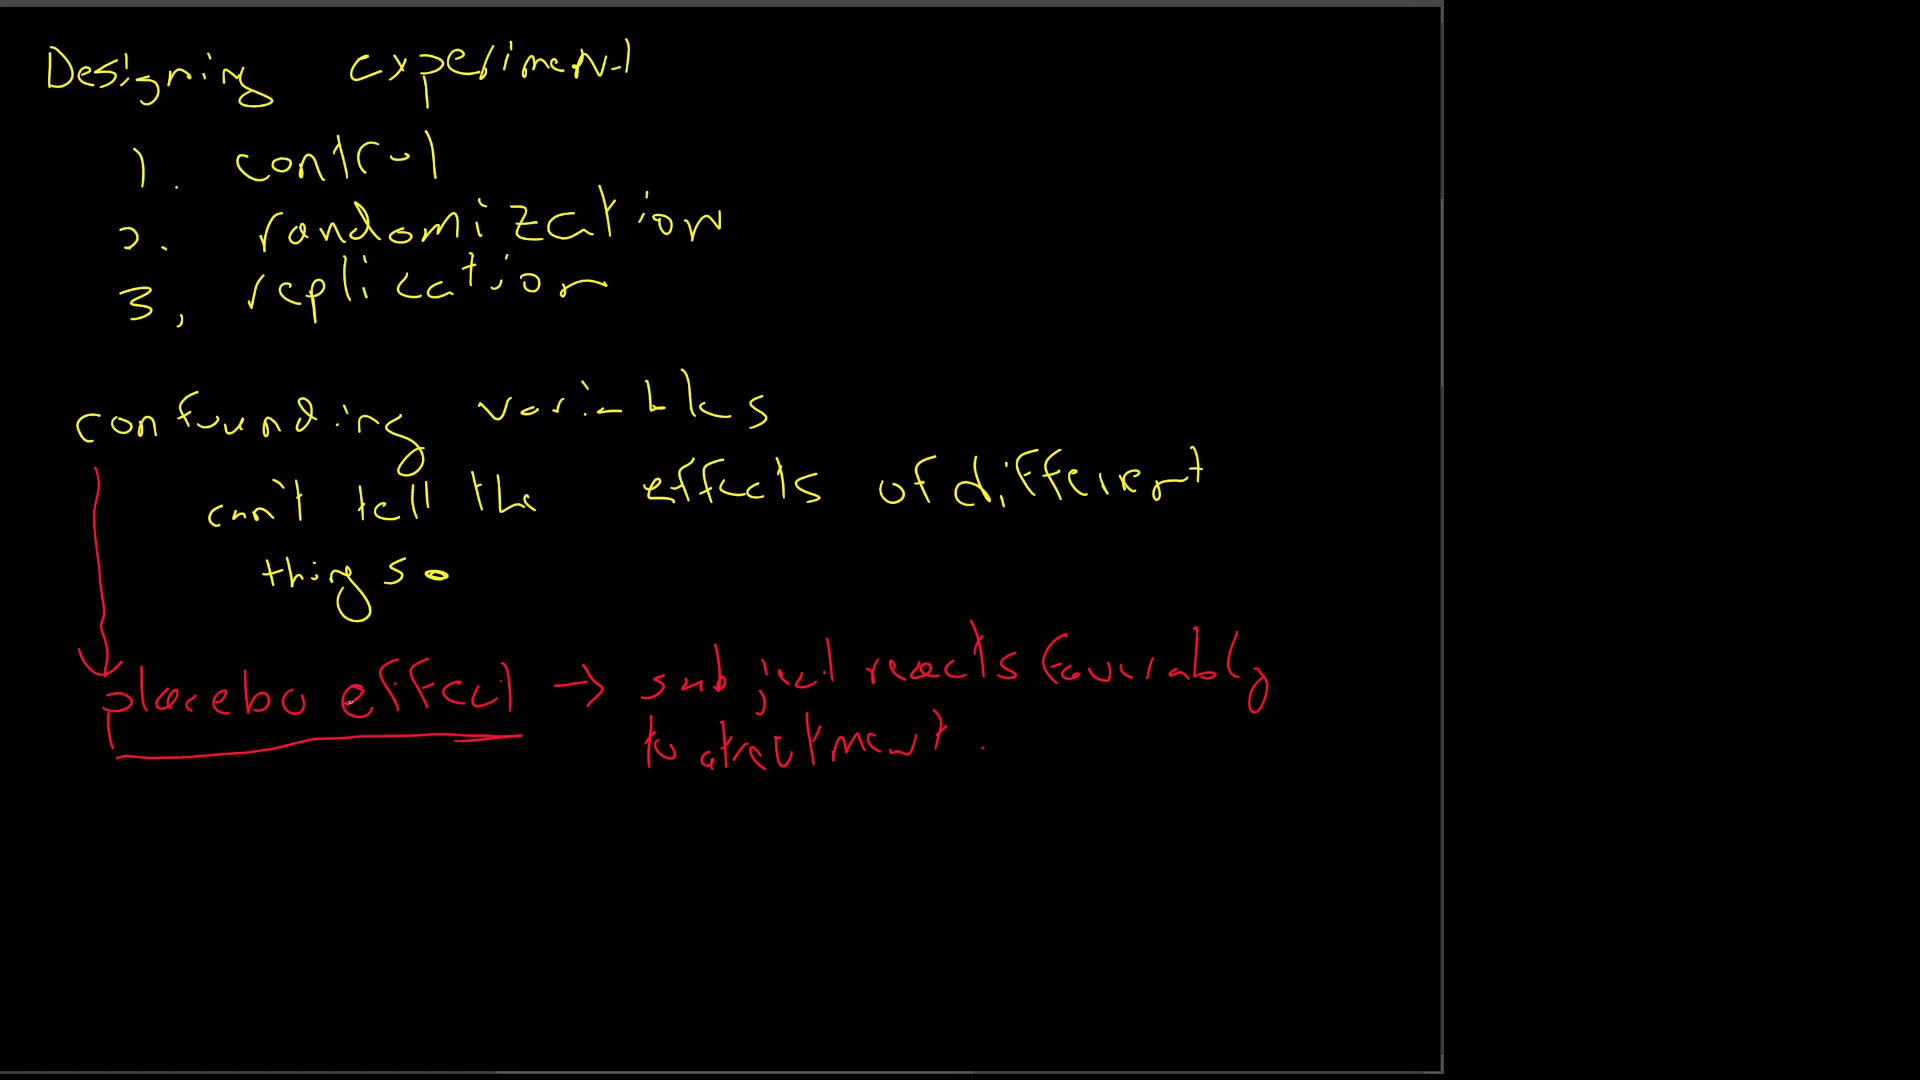 Designing experiment
1. control
2. randomization
3, replication
confounding variables
can't tell the effects of different
things.
placebo effect → subject reacts favorably
to a treatment.